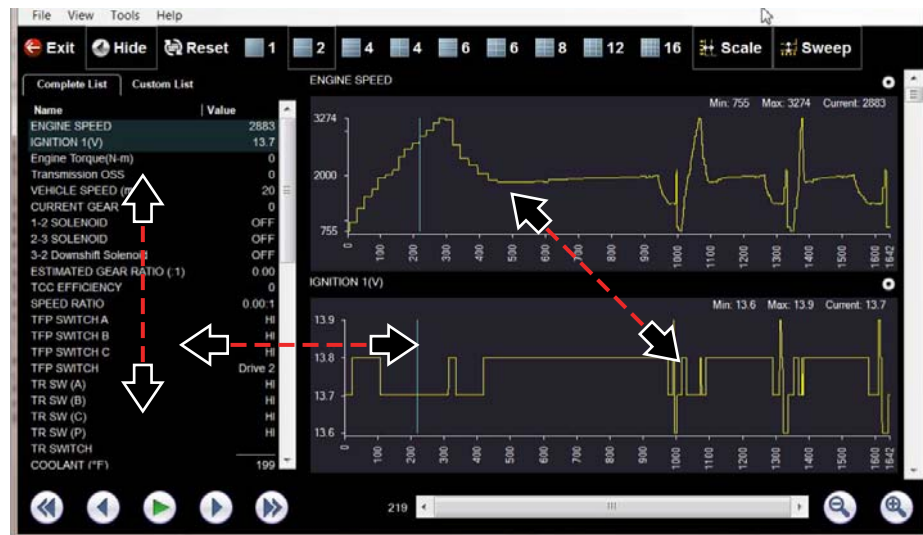 File View Tools Help
Exit Hide Reset 1 2 4 4 6 6 8 12 16 Scale Sweep
Complete List Custom List
Name Value
ENGINE SPEED 2883
IGNITION 1(V) 13.7
Engine Torque(N-m) 0
Transmission OSS 0
VEHICLE SPEED (m 20
CURRENT GEAR 0
1-2 SOLENOID OFF
2-3 SOLENOID OFF
3-2 Downshift Solenoid OFF
ESTIMATED GEAR RATIO (:1) 0.00
TCC EFFICIENCY 0
SPEED RATIO 0.00:1
TFP SWITCH A HI
TFP SWITCH B HI
TFP SWITCH C HI
TFP SWITCH Drive 2
TR SW (A) HI
TR SW (B) HI
TR SW (C) HI
TR SW (P) HI
TR SWITCH
COOLANT (°F) 199
ENGINE SPEED
Min: 755 Max: 3274 Current: 2883
3274
2000
755
0 100 200 300 400 500 600 700 800 900 1000 1100 1200 1300 1400 1500 1600 1642
IGNITION 1(V)
Min: 13.6 Max: 13.9 Current: 13.7
13.9
13.8
13.7
13.6
0 100 200 300 400 500 600 700 800 900 1000 1100 1200 1300 1400 1500 1600 1642
219